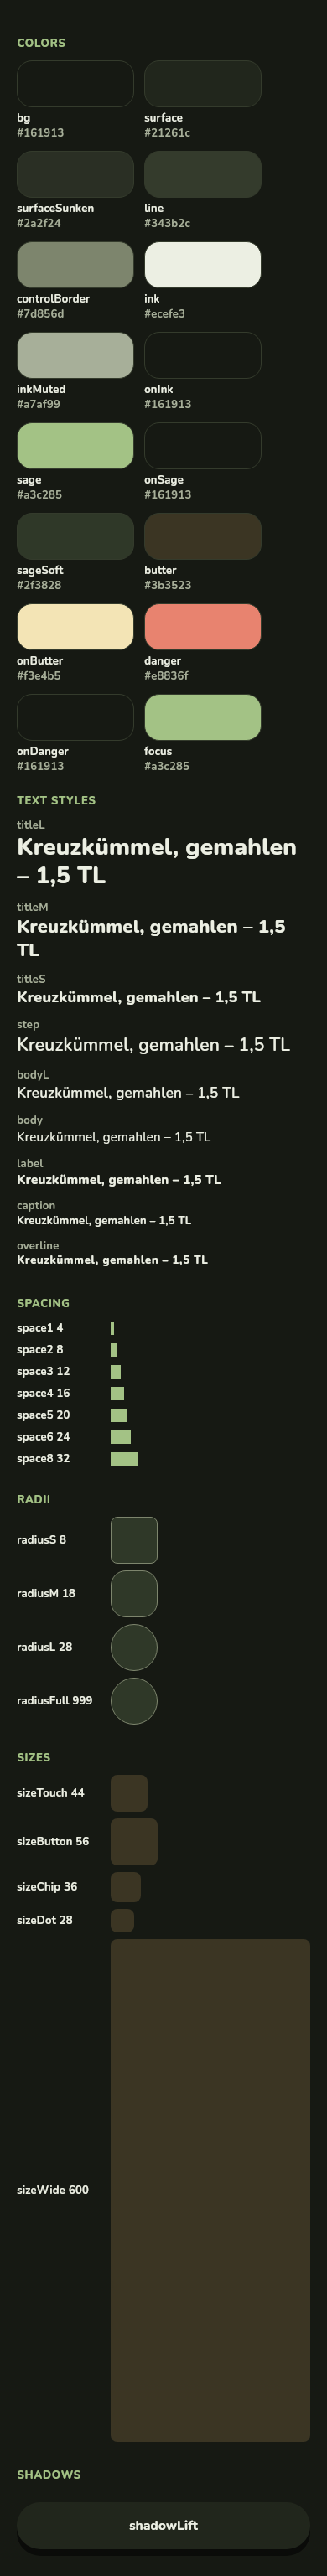 COLORS
bg surface
#161913 #21261c
surfaceSunken line
#2a2f24 #343b2c
controlBorder ink
#7d856d #ecefe3
inkMuted onInk
#a7af99 #161913
sage onSage
#a3c285 #161913
sageSoft butter
#2f3828 #3b3523
onButter danger
#f3e4b5 #e8836f
onDanger focus
#161913 #a3c285
TEXT STYLES
titleL
Kreuzkümmel, gemahlen
– 1,5 TL
titleM
Kreuzkümmel, gemahlen – 1,5
TL
titleS
Kreuzkümmel, gemahlen – 1,5 TL
step
Kreuzkümmel, gemahlen – 1,5 TL
bodyL
Kreuzkümmel, gemahlen – 1,5 TL
body
Kreuzkümmel, gemahlen – 1,5 TL
label
Kreuzkümmel, gemahlen – 1,5 TL
caption
Kreuzkümmel, gemahlen – 1,5 TL
overline
Kreuzkümmel, gemahlen – 1,5 TL
SPACING
space1 4
space2 8
space3 12
space4 16
space5 20
space6 24
space8 32
RADII
radiusS 8
radiusM 18
radiusL 28
radiusFull 999
SIZES
sizeTouch 44
sizeButton 56
sizeChip 36
sizeDot 28
sizeWide 600
SHADOWS
shadowLift